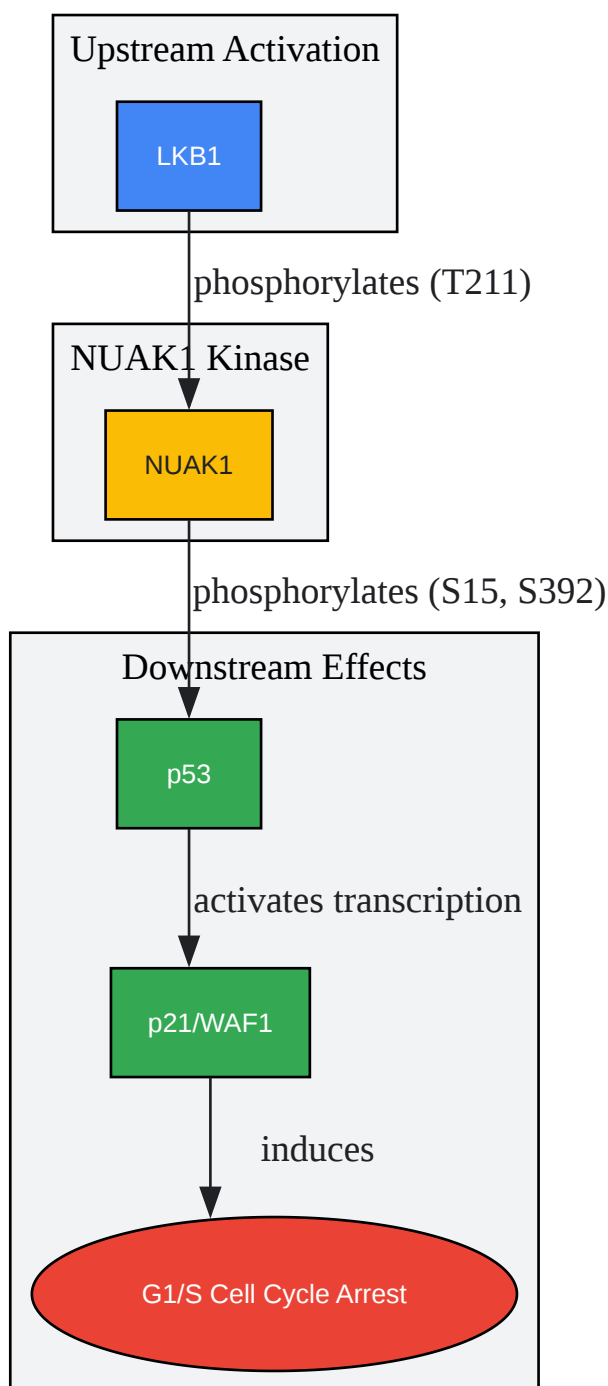 Upstream Activation
LKB1
phosphorylates (T211)
NUAK1 Kinase
NUAK1
phosphorylates (S15, S392)
Downstream Effects
p53
activates transcription
p21/WAF1
induces
G1/S Cell Cycle Arrest